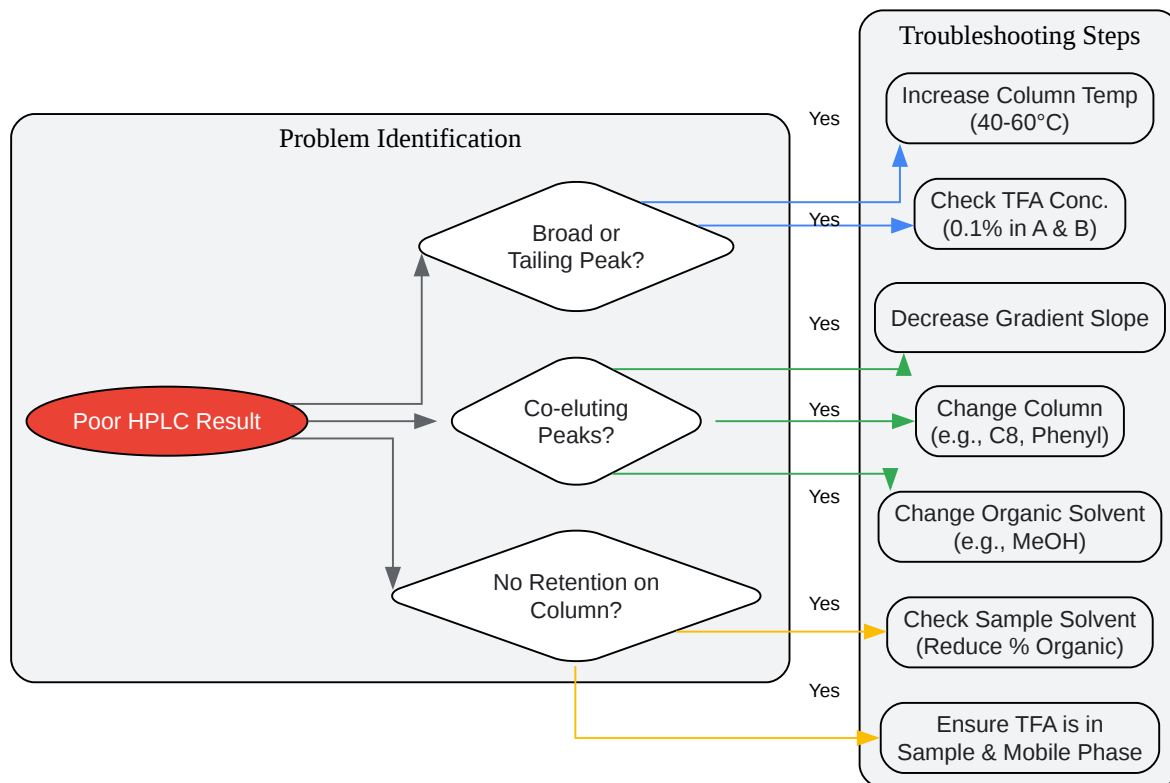 Troubleshooting Steps
Increase Column Temp
(40-60°C)
Yes
Problem Identification
Check TFA Conc.
(0.1% in A & B)
Yes
Broad or
Tailing Peak?
Decrease Gradient Slope
Yes
Poor HPLC Result
Co-eluting
Peaks?
Yes
Change Column
(e.g., C8, Phenyl)
Yes
Change Organic Solvent
(e.g., MeOH)
No Retention on
Column?
Yes
Check Sample Solvent
(Reduce % Organic)
Yes
Ensure TFA is in
Sample & Mobile Phase